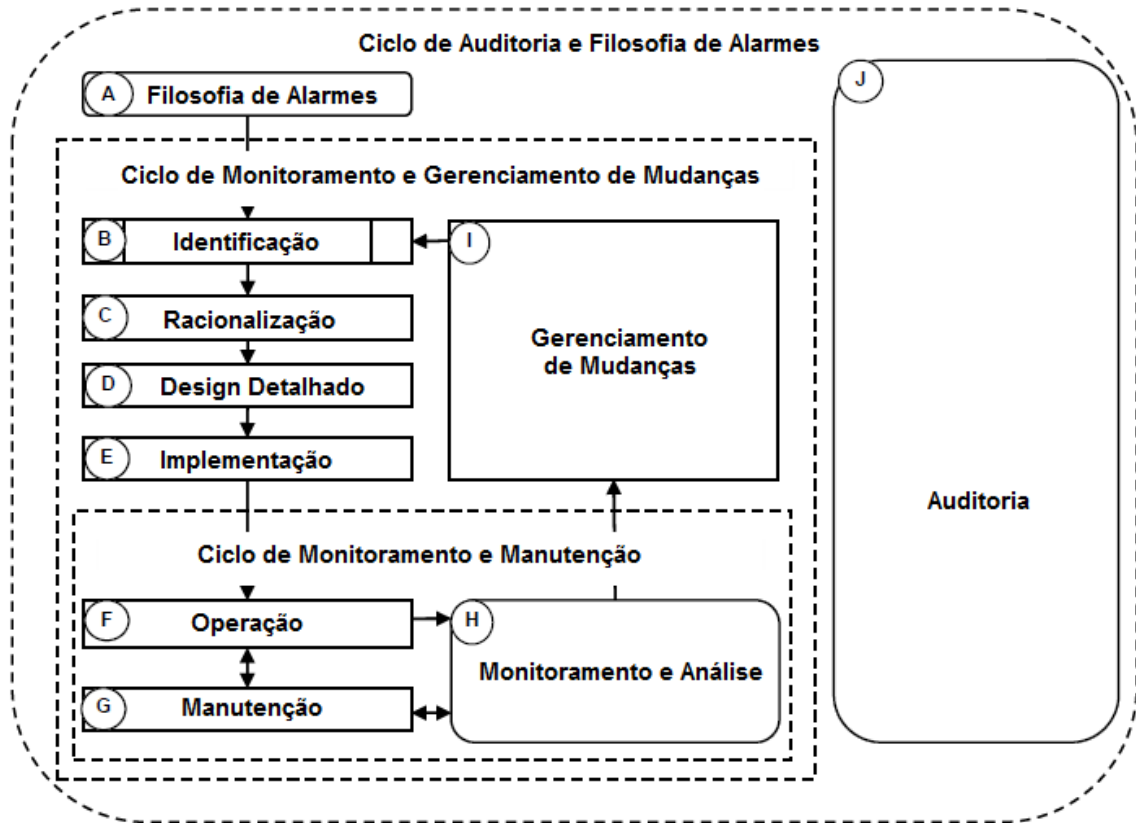 Ciclo de Auditoria e Filosofia de Alarmes
A
Filosofia de Alarmes
J
Ciclo de Monitoramento e Gerenciamento de Mudanças
B
Identificação
I
C
Racionalização
Gerenciamento
de Mudanças
D
Design Detalhado
E
Implementação
Auditoria
Ciclo de Monitoramento e Manutenção
F
Operação
H
Monitoramento e Análise
G
Manutenção